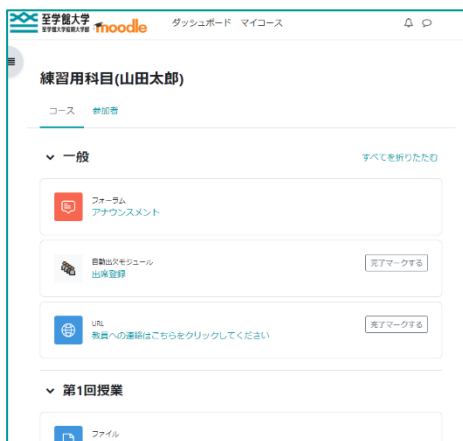 至学館大学
至学館大学短期大学部
moodle
ダッシュボード マイコース
練習用科目(山田太郎)
コース 参加者
一般
すべてを折りたたむ
フォーラム
アナウンスメント
自動出欠モジュール
出席登録
完了マークする
URL
教員への連絡はこちらをクリックしてください
完了マークする
第1回授業
ファイル